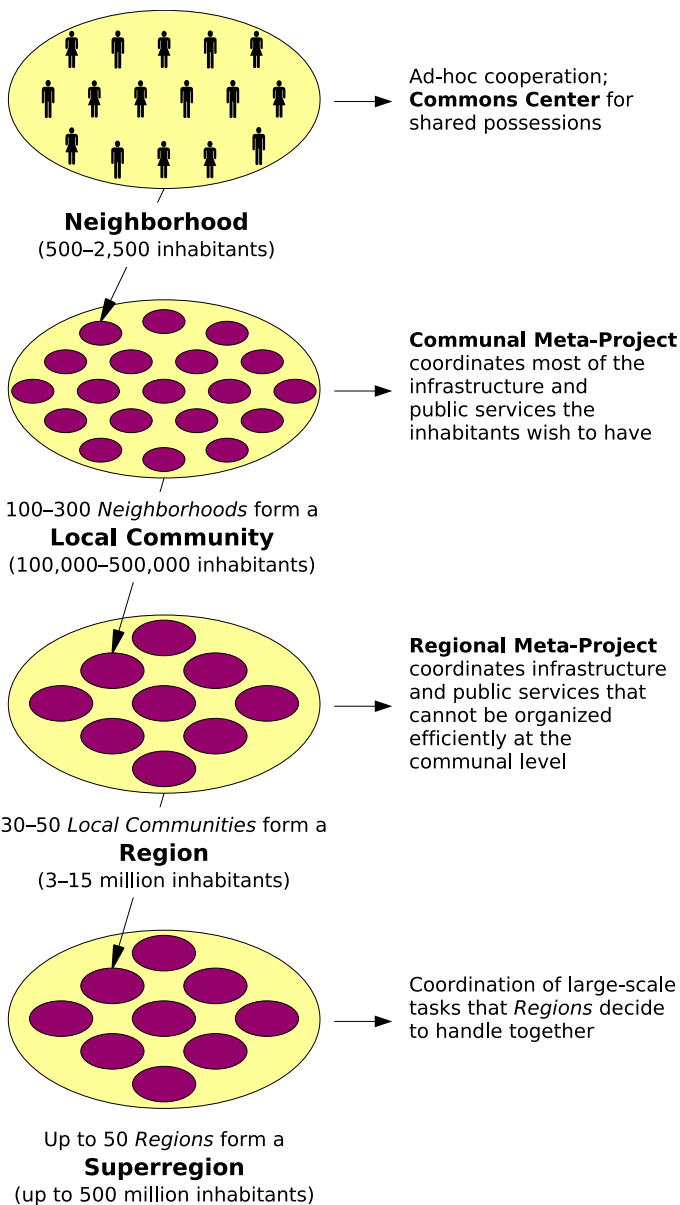 Ad-hoc cooperation;
Commons Center for
shared possessions
Neighborhood
(500–2,500 inhabitants)
Communal Meta-Project
coordinates most of the
infrastructure and
public services the
inhabitants wish to have
100–300 Neighborhoods form a
Local Community
(100,000–500,000 inhabitants)
Regional Meta-Project
coordinates infrastructure
and public services that
cannot be organized
efficiently at the
communal level
30–50 Local Communities form a
Region
(3–15 million inhabitants)
Coordination of large-scale
tasks that Regions decide
to handle together
Up to 50 Regions form a
Superregion
(up to 500 million inhabitants)